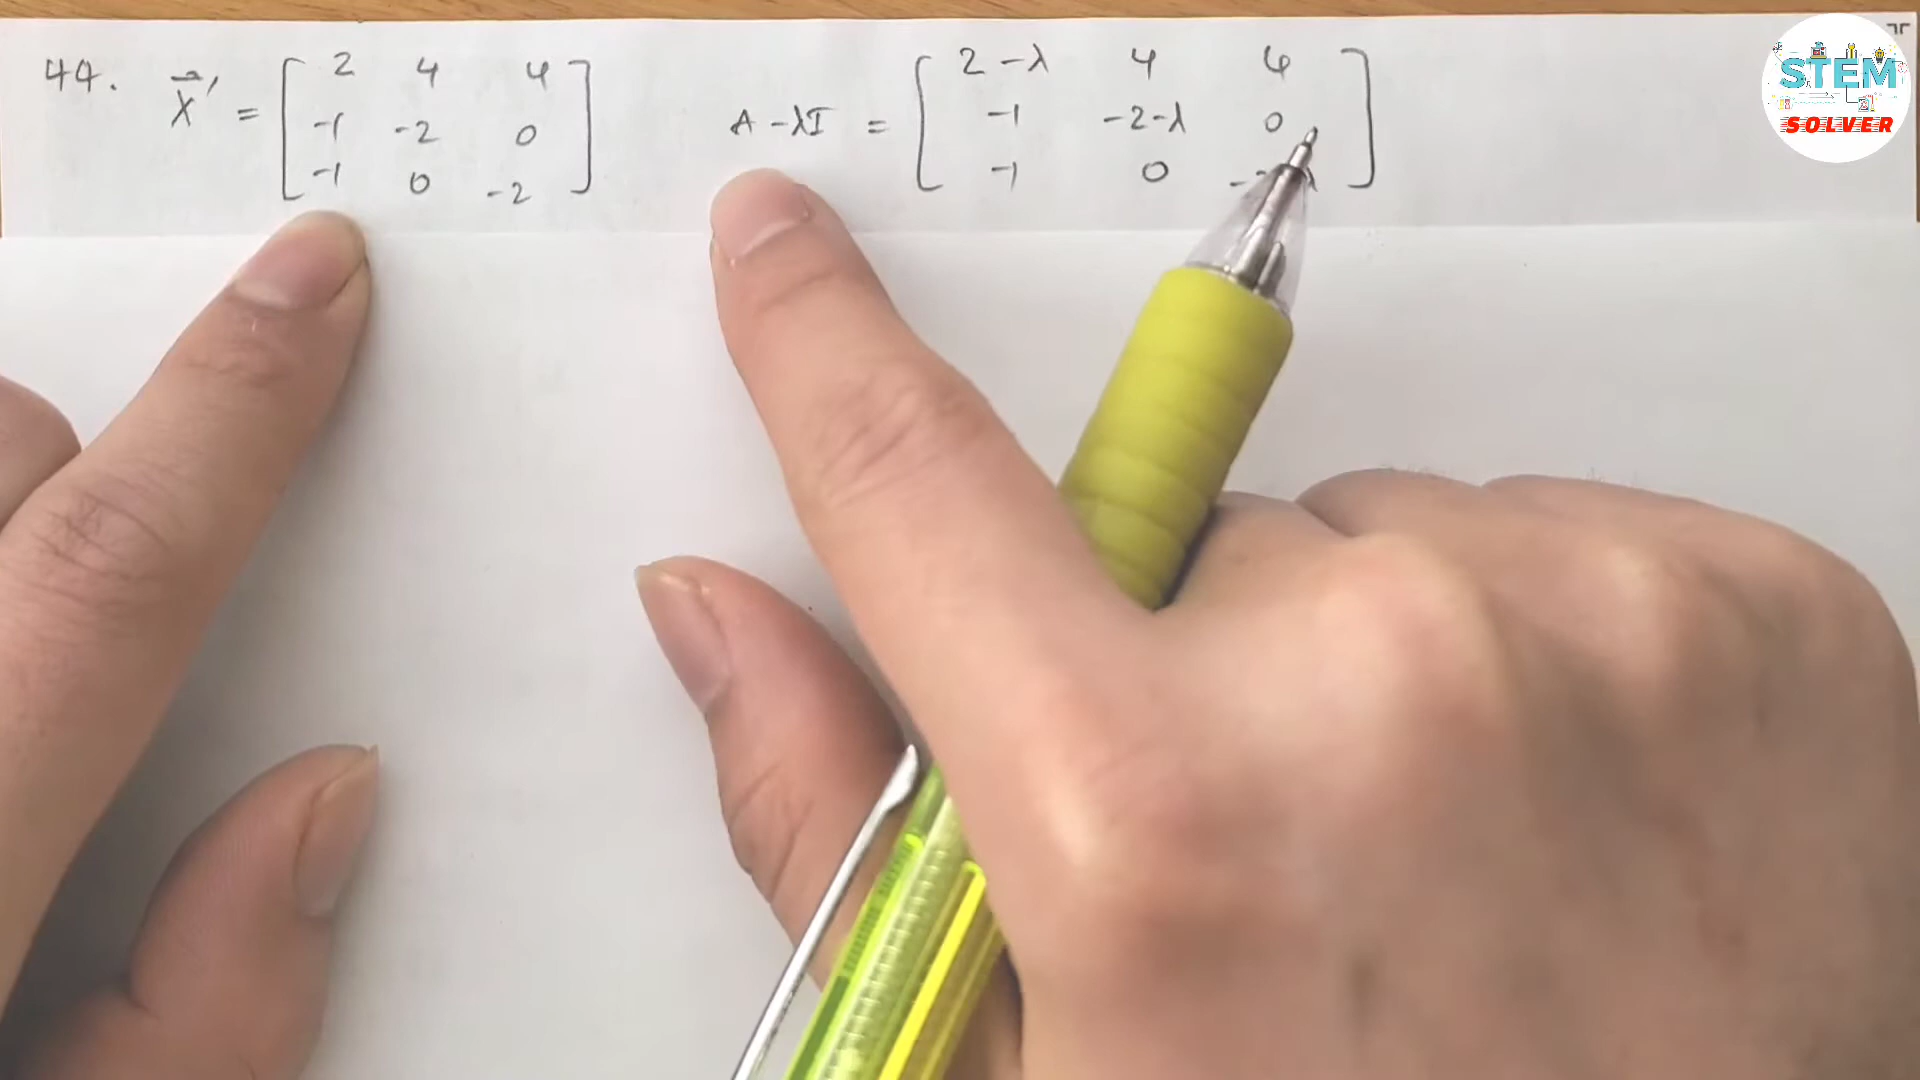 44. X⃗′ = [ 2 4 4
-1 -2 0
-1 0 -2 ]
A - λI = [ 2 - λ 4 4
-1 -2-λ 0
-1 0 ]
STEM
SOLVER